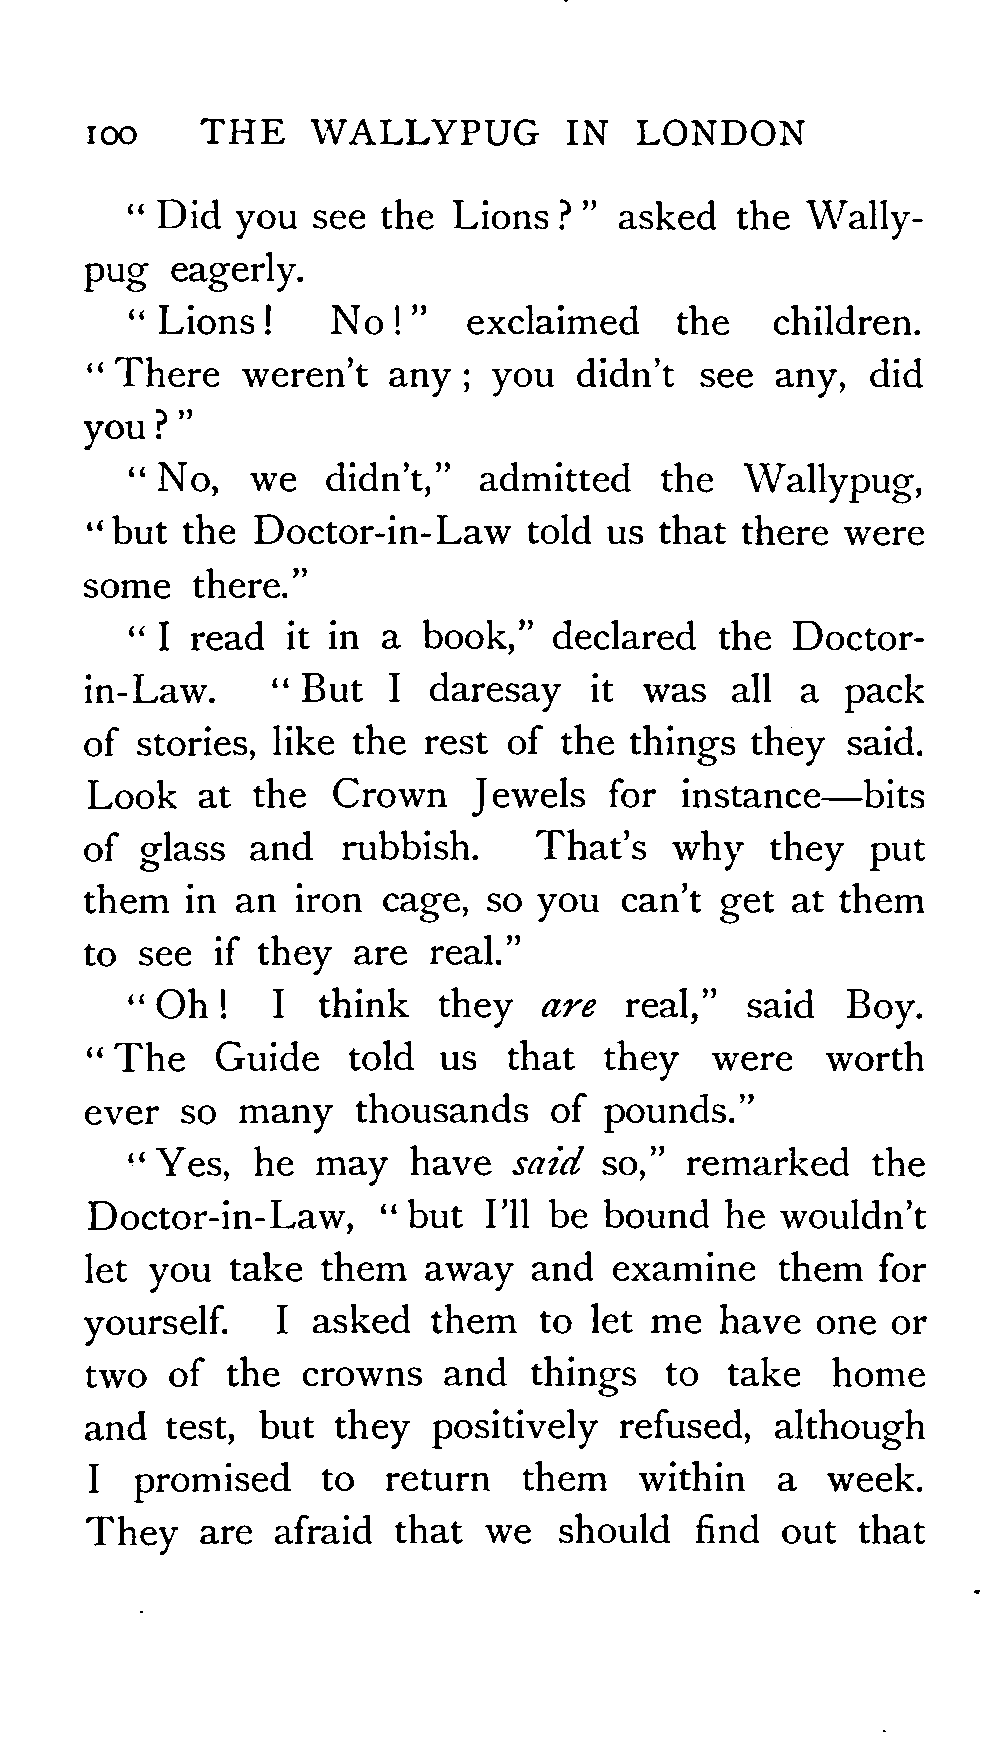 100 THE WALLYPUG IN LONDON
" Did you see the Lions ? " asked the Wally-
pug eagerly.
" Lions ! No ! " exclaimed the children.
" There weren't any ; you didn't see any, did
you ? "
" No, we didn't," admitted the Wallypug,
" but the Doctor-in-Law told us that there were
some there."
" I read it in a book," declared the Doctor-
in-Law. " But I daresay it was all a pack
of stories, like the rest of the things they said.
Look at the Crown Jewels for instance—bits
of glass and rubbish. That's why they put
them in an iron cage, so you can't get at them
to see if they are real."
" Oh ! I think they are real," said Boy.
" The Guide told us that they were worth
ever so many thousands of pounds."
" Yes, he may have said so," remarked the
Doctor-in-Law, " but I'll be bound he wouldn't
let you take them away and examine them for
yourself. I asked them to let me have one or
two of the crowns and things to take home
and test, but they positively refused, although
I promised to return them within a week.
They are afraid that we should find out that